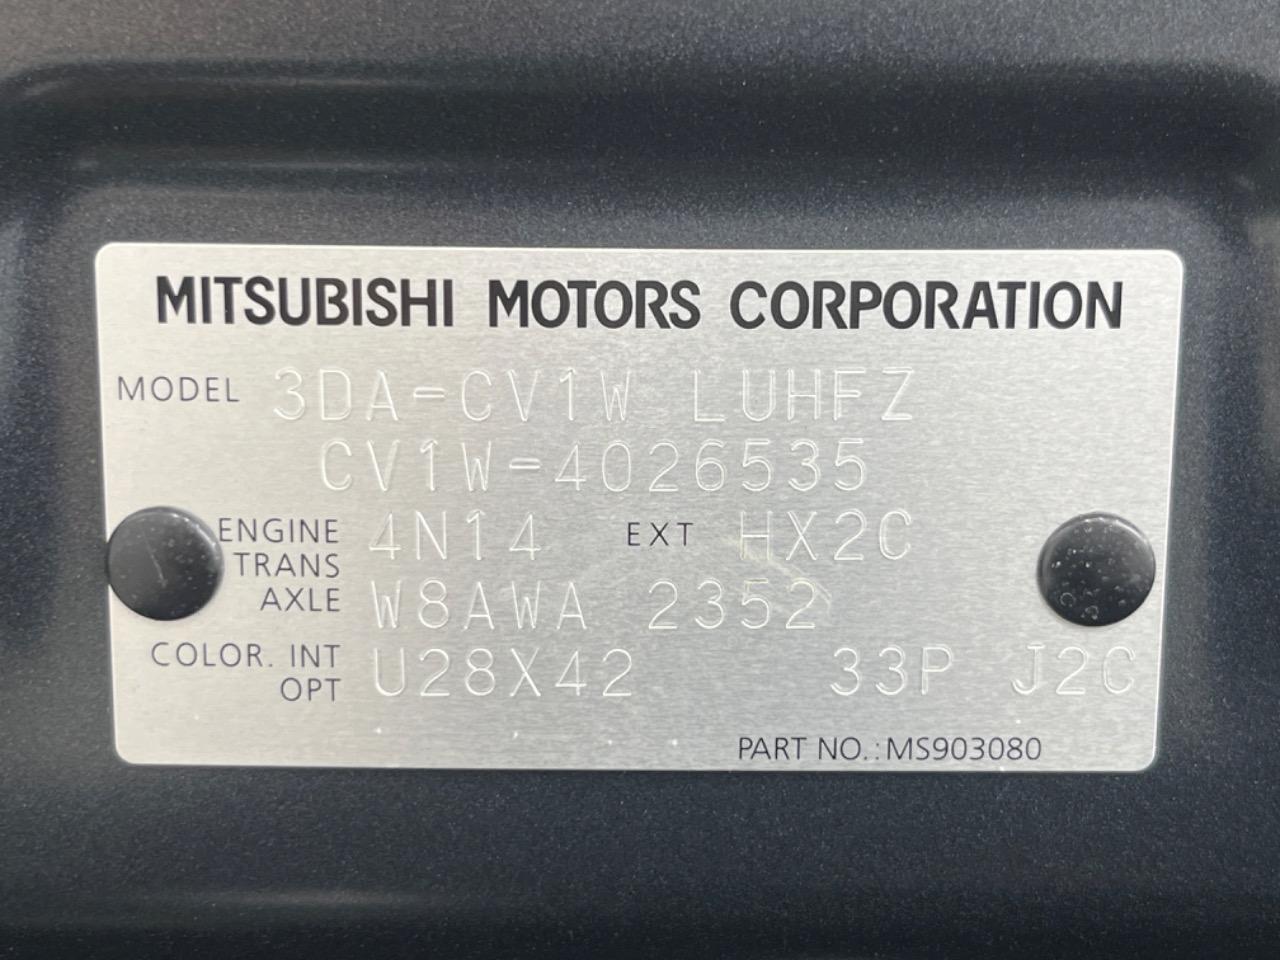 MITSUBISHI MOTORS CORPORATION
MODEL 3DA-CV1W LUHFZ
CV1W-4026535
ENGINE 4N14 EXT HX2C
TRANS
AXLE W8AWA 2352
COLOR. INT
OPT U28X42 33P J2C
PART NO.: MS903080